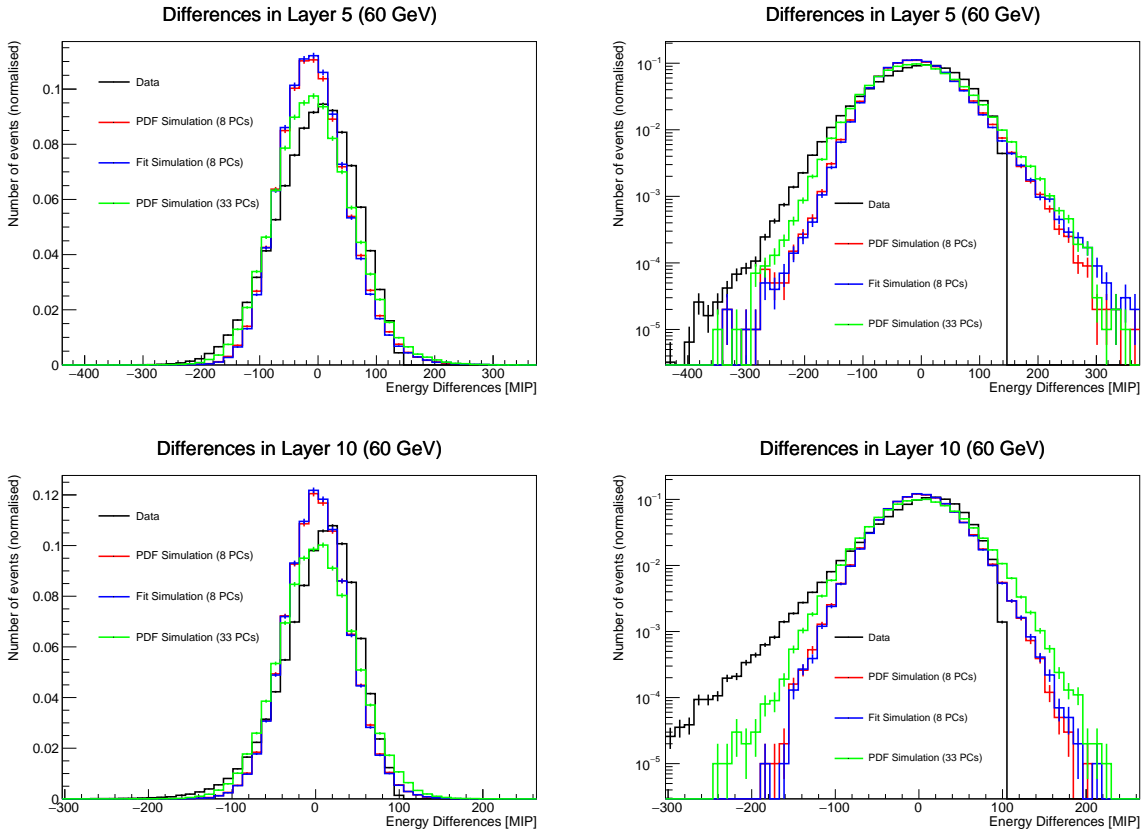 Differences in Layer 5 (60 GeV)
Number of events (normalised)
0.1
0.08
0.06
0.04
0.02
0
Data
PDF Simulation (8 PCs)
Fit Simulation (8 PCs)
PDF Simulation (33 PCs)
−400 −300 −200 −100 0 100 200 300
Energy Differences [MIP]
Differences in Layer 5 (60 GeV)
Number of events (normalised)
10−1
10−2
10−3
10−4
10−5
Data
PDF Simulation (8 PCs)
Fit Simulation (8 PCs)
PDF Simulation (33 PCs)
−400 −300 −200 −100 0 100 200 300
Energy Differences [MIP]
Differences in Layer 10 (60 GeV)
Number of events (normalised)
0.12
0.1
0.08
0.06
0.04
0.02
0
Data
PDF Simulation (8 PCs)
Fit Simulation (8 PCs)
PDF Simulation (33 PCs)
−300 −200 −100 0 100 200
Energy Differences [MIP]
Differences in Layer 10 (60 GeV)
Number of events (normalised)
10−1
10−2
10−3
10−4
10−5
Data
PDF Simulation (8 PCs)
Fit Simulation (8 PCs)
PDF Simulation (33 PCs)
−300 −200 −100 0 100 200
Energy Differences [MIP]